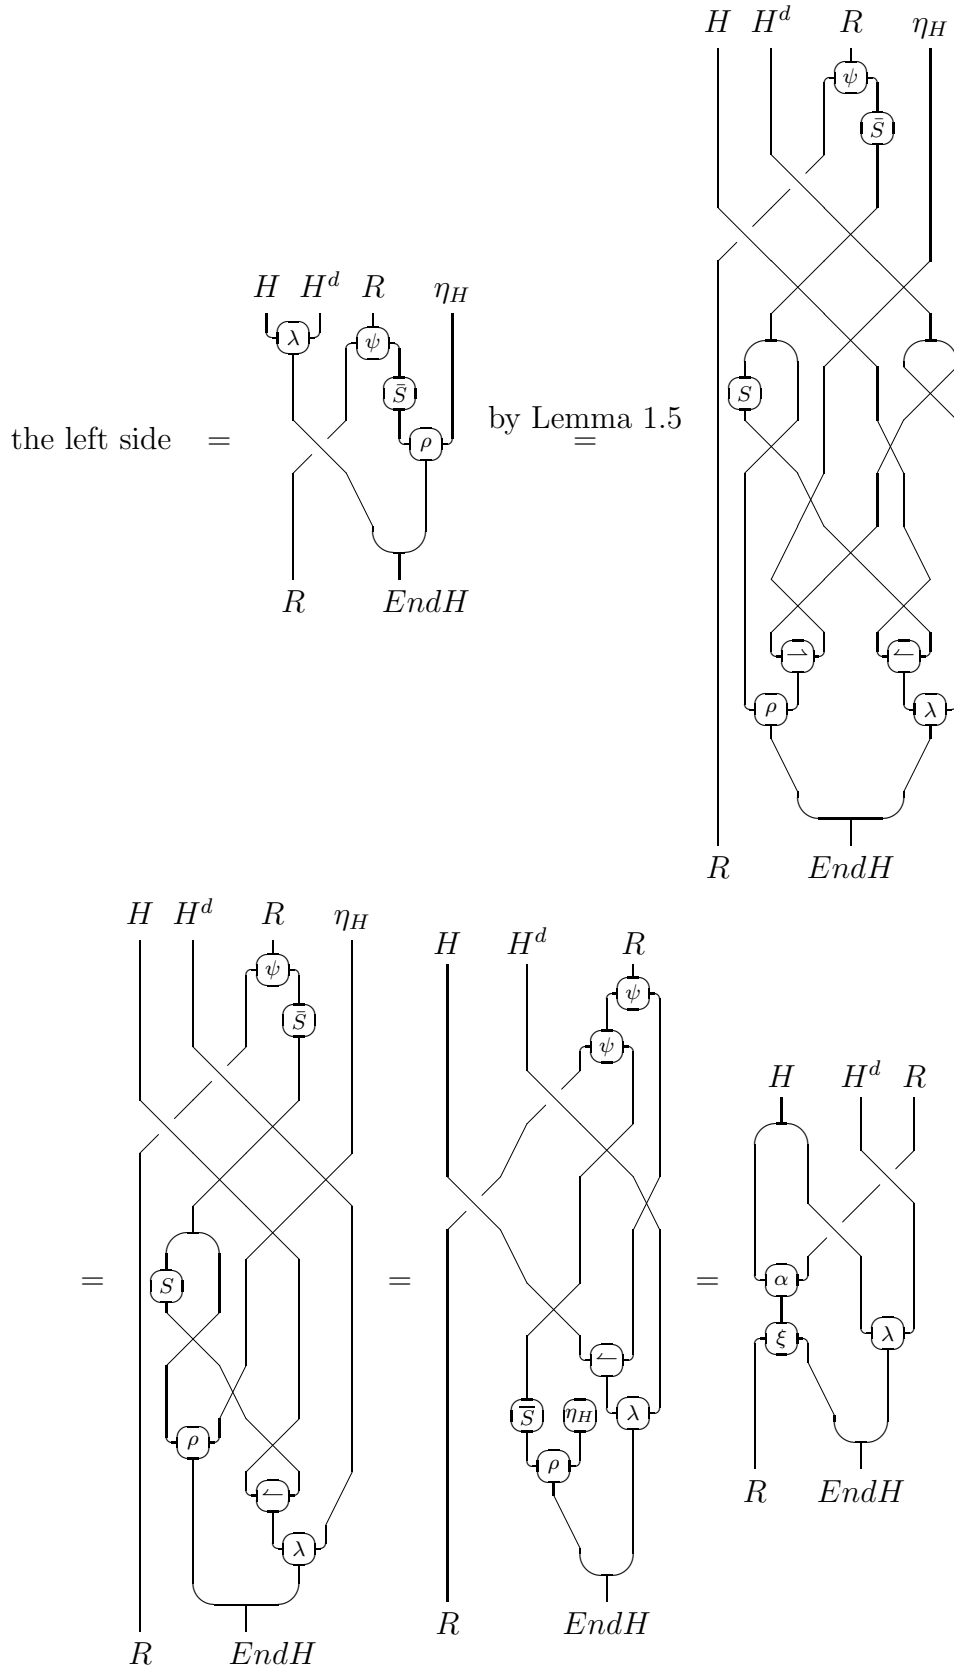 H H^d R η_H
ψ
S̄
H H^d R η_H
λ ψ
S̄ S
by Lemma 1.5
the left side = ρ =
R EndH
⇀ ↼
ρ λ
R EndH
H H^d R η_H
H H^d R
ψ ψ
S̄ ψ
H H^d R
= S = = α
ξ λ
↼
S̄ η_H λ
ρ ρ
↼
R EndH
λ
R EndH
R EndH